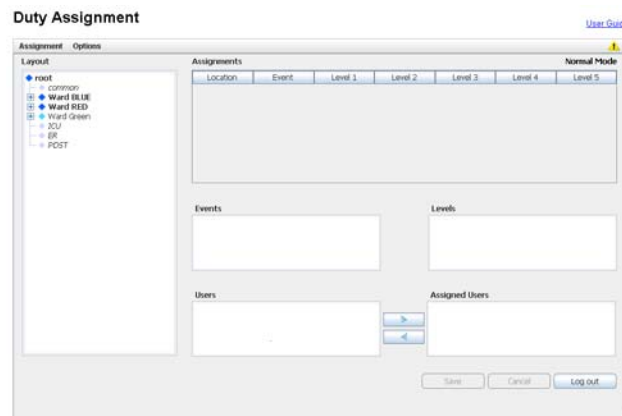 Duty Assignment
User Guid
Assignment Options
Layout
Assignments
Normal Mode
root
common
Ward BLUE
Ward RED
Ward Green
ICU
ER
POST
Location Event Level 1 Level 2 Level 3 Level 4 Level 5
Events
Levels
Users
Assigned Users
Save Cancel Log out